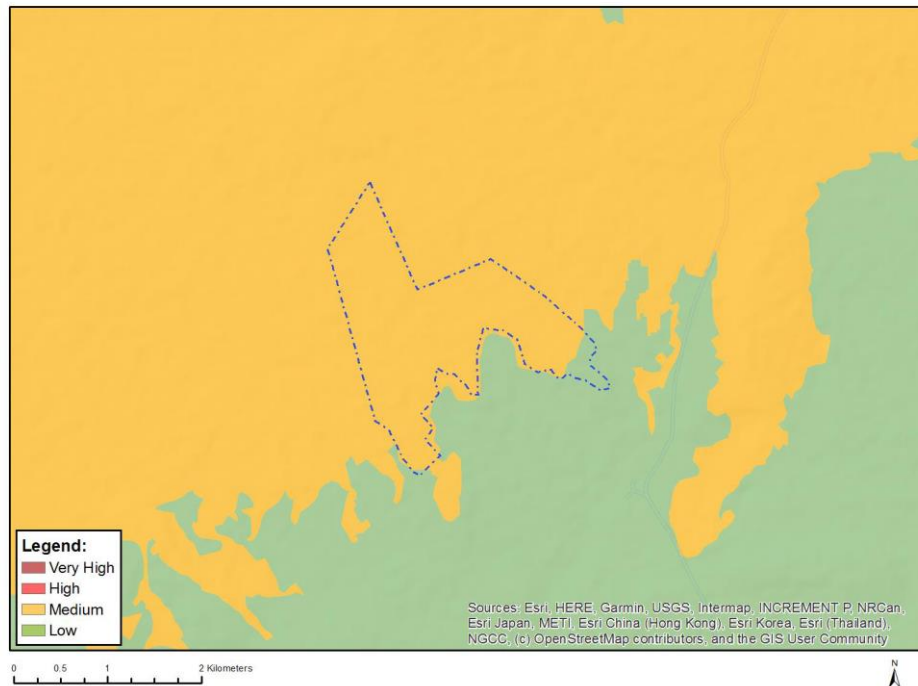 Legend:
Very High
High
Medium
Low
Sources: Esri, HERE, Garmin, USGS, Intermap, INCREMENT P, NRCan,
Esri Japan, METI, Esri China (Hong Kong), Esri Korea, Esri (Thailand),
NGCC, (c) OpenStreetMap contributors, and the GIS User Community
0 0.5 1 2 Kilometers
N